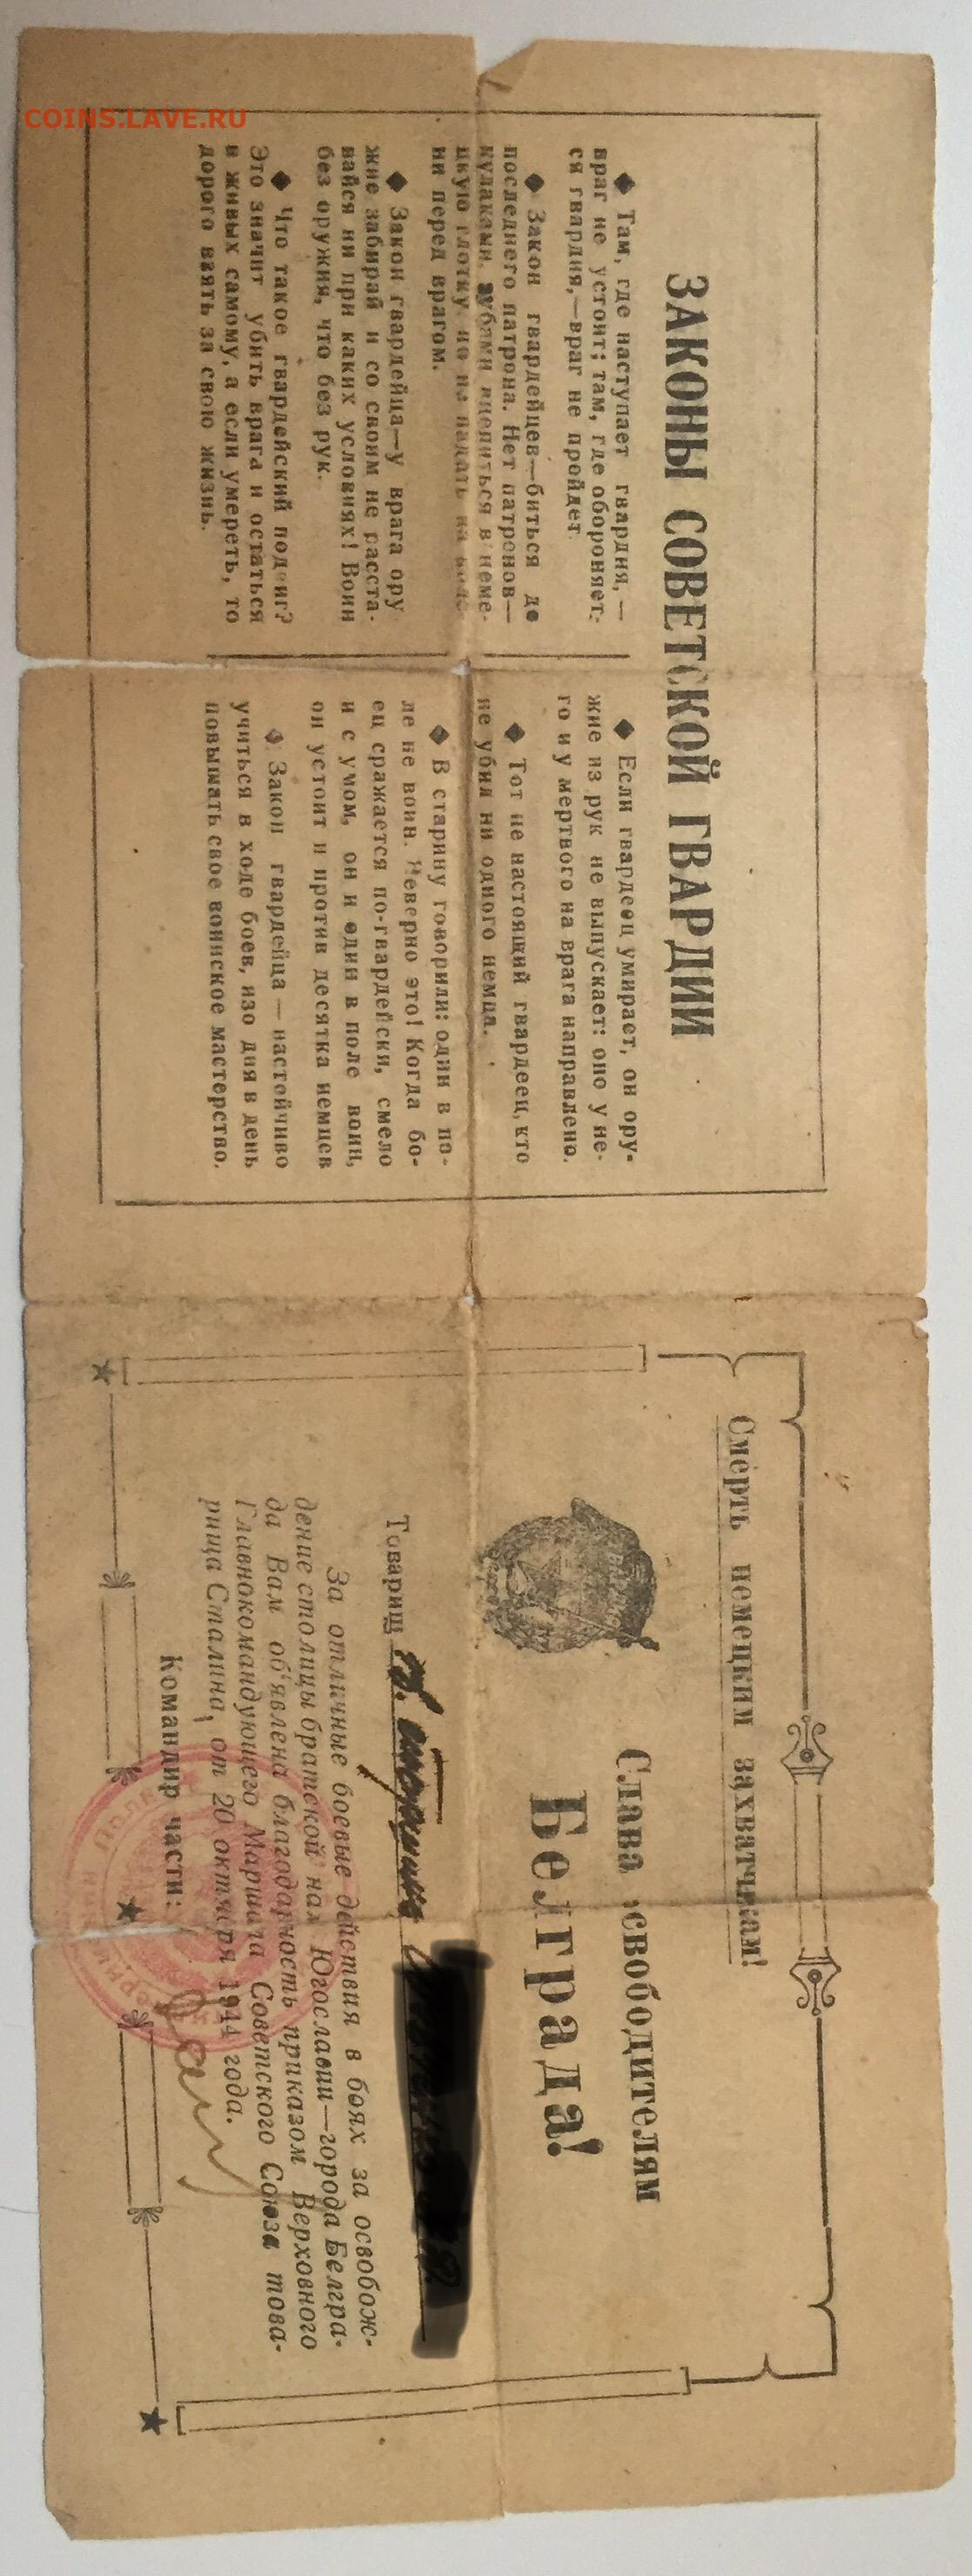 COINS.LAVE.RU
ЗАКОНЫ СОВЕТСКОЙ ГВАРДИИ
◆ Там, где наступает гвардия,—
враг не устоит; там, где обороняет-
ся гвардия,—враг не пройдет.
◆ Закон гвардейцев—биться до
последнего патрона. Нет патронов—
кулаками, зубами вцепиться в неме-
цкую глотку, но не падать на
ни перед врагом.
◆ Закон гвардейца—у врага ору
жие забирай и со своим не расста-
вайся ни при каких условиях! Воин
без оружия, что без рук.
◆ Что такое гвардейский подвиг?
Это значит убить врага и остаться
в живых самому, а если умереть, то
дорого взять за свою жизнь.
◆ Если гвардеец умирает, он ору-
жие из рук не выпускает: оно у не-
го и у мертвого на врага направлено.
◆ Тот не настоящий гвардеец, кто
не убил ни одного немца.
◆ В старину говорили: один в по-
ле не воин. Неверно это! Когда бо-
ец сражается по-гвардейски, смело
и с умом, он и один в поле воин,
он устоит и против десятка немцев
◆ Закон гвардейца — настойчиво
учиться в ходе боев, изо дня в день
повышать свое воинское мастерство.
Смерть немецким захватчикам!
Слава освободителям
Белграда!
Товарищ гв. старшина
За отличные боевые действия в боях за освобож-
дение столицы братской нам Югославии—города Белгра-
да Вам об'явлена благодарность приказом Верховного
Главнокомандующего Маршала Советского Союза това-
рища Сталина, от 20 октября 1944 года.
Командир части: